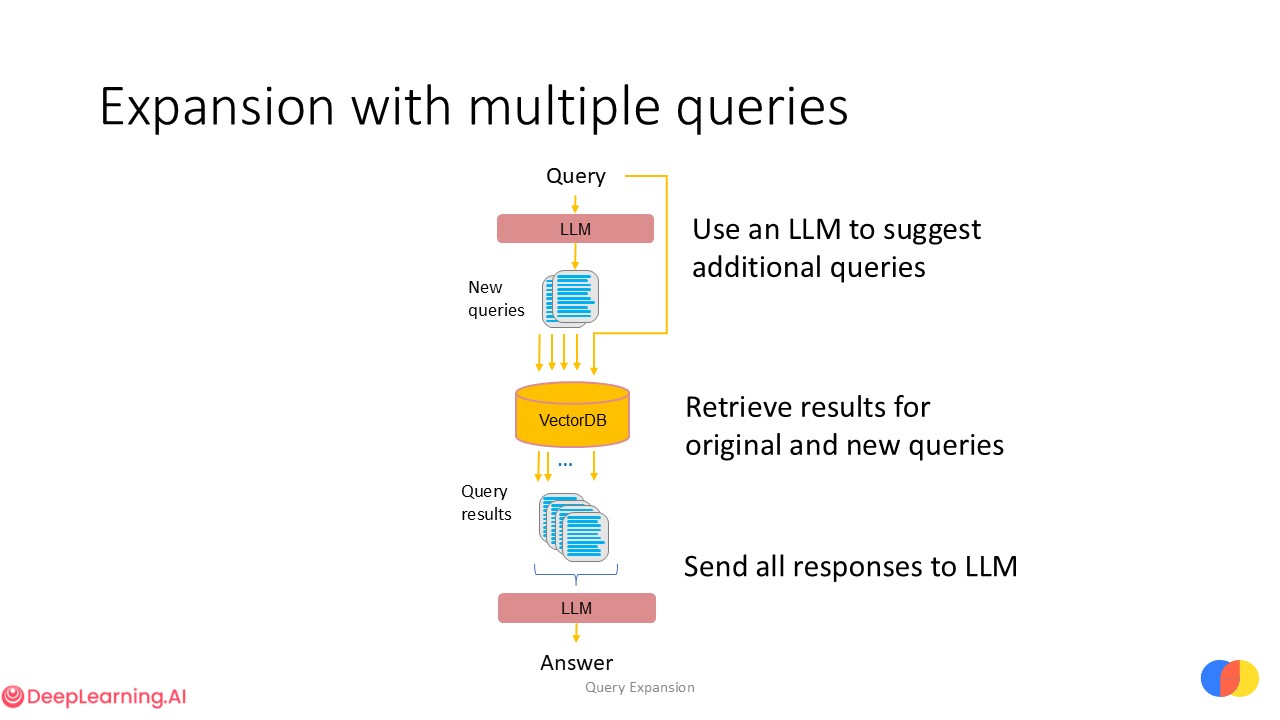 Expansion with multiple queries
Query
LLM
Use an LLM to suggest
additional queries
New
queries
VectorDB
Retrieve results for
original and new queries
...
Query
results
Send all responses to LLM
LLM
Answer
Query Expansion
DeepLearning.AI